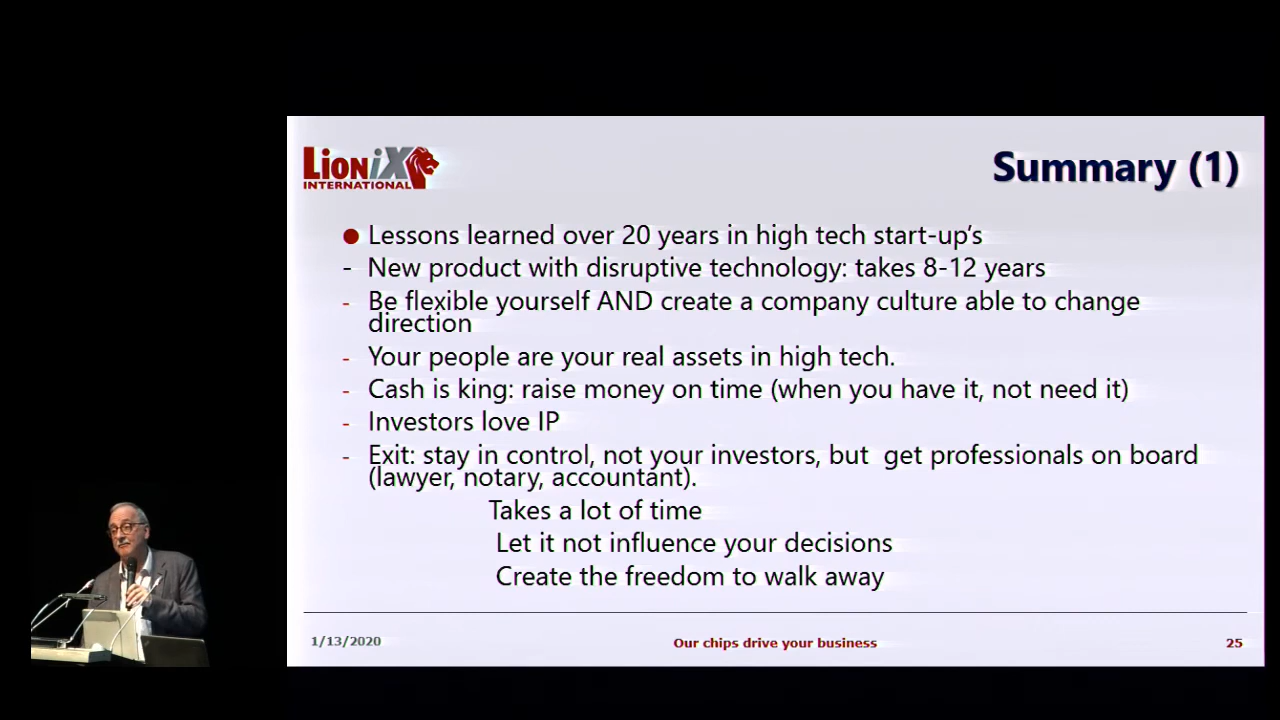 LioniX
INTERNATIONAL
Summary (1)
Lessons learned over 20 years in high tech start-up's
- New product with disruptive technology: takes 8-12 years
- Be flexible yourself AND create a company culture able to change
direction
- Your people are your real assets in high tech.
- Cash is king: raise money on time (when you have it, not need it)
- Investors love IP
- Exit: stay in control, not your investors, but get professionals on board
(lawyer, notary, accountant).
Takes a lot of time
Let it not influence your decisions
Create the freedom to walk away
1/13/2020
Our chips drive your business
25